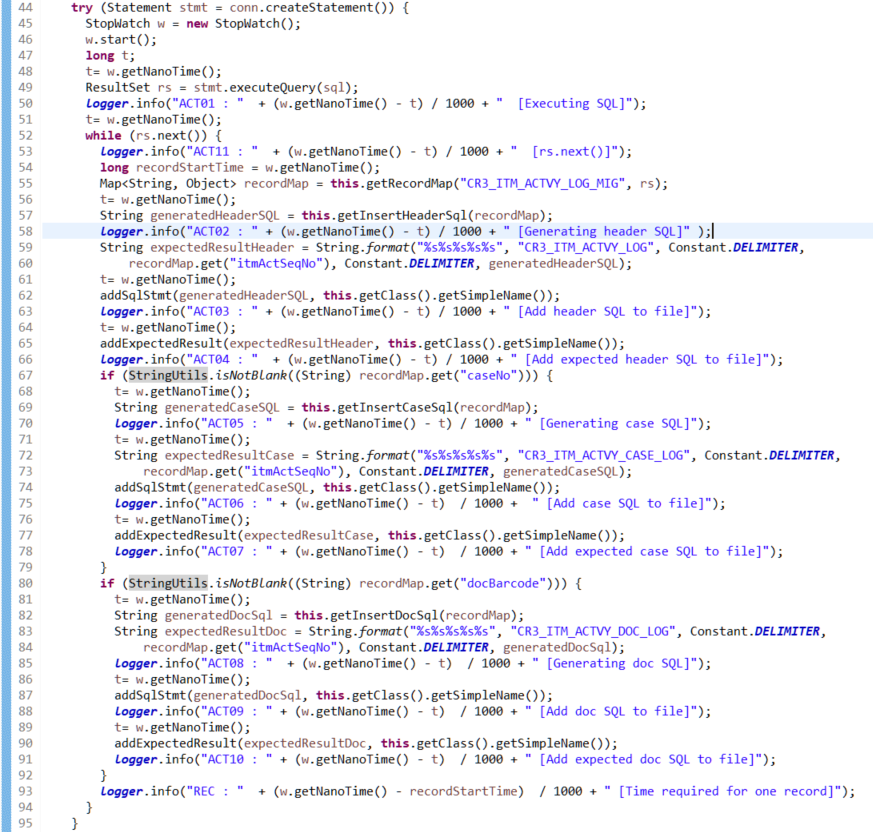 44 try (Statement stmt = conn.createStatement()) {
45 StopWatch w = new StopWatch();
46 w.start();
47 long t;
48 t= w.getNanoTime();
49 ResultSet rs = stmt.executeQuery(sql);
50 Logger.info("ACT01 : "  + (w.getNanoTime() - t) / 1000 + "  [Executing SQL]");
51 t= w.getNanoTime();
52 while (rs.next()) {
53 Logger.info("ACT11 : "  + (w.getNanoTime() - t) / 1000 + "  [rs.next()]");
54 long recordStartTime = w.getNanoTime();
55 Map<String, Object> recordMap = this.getRecordMap("CR3_ITM_ACTVY_LOG_MIG", rs);
56 t= w.getNanoTime();
57 String generatedHeaderSQL = this.getInsertHeaderSql(recordMap);
58 Logger.info("ACT02 : " + (w.getNanoTime() - t) / 1000 + " [Generating header SQL]" );
59 String expectedResultHeader = String.format("%s%s%s%s%s", "CR3_ITM_ACTVY_LOG", Constant.DELIMITER,
60 recordMap.get("itmActSeqNo"), Constant.DELIMITER, generatedHeaderSQL);
61 t= w.getNanoTime();
62 addSqlStmt(generatedHeaderSQL, this.getClass().getSimpleName());
63 Logger.info("ACT03 : " + (w.getNanoTime() - t) / 1000 + " [Add header SQL to file]");
64 t= w.getNanoTime();
65 addExpectedResult(expectedResultHeader, this.getClass().getSimpleName());
66 Logger.info("ACT04 : "  + (w.getNanoTime() - t) / 1000 + " [Add expected header SQL to file]");
67 if (StringUtils.isNotBlank((String) recordMap.get("caseNo"))) {
68 t= w.getNanoTime();
69 String generatedCaseSQL = this.getInsertCaseSql(recordMap);
70 Logger.info("ACT05 : "  + (w.getNanoTime() - t) / 1000 + " [Generating case SQL]");
71 t= w.getNanoTime();
72 String expectedResultCase = String.format("%s%s%s%s%s", "CR3_ITM_ACTVY_CASE_LOG", Constant.DELIMITER,
73 recordMap.get("itmActSeqNo"), Constant.DELIMITER, generatedCaseSQL);
74 addSqlStmt(generatedCaseSQL, this.getClass().getSimpleName());
75 Logger.info("ACT06 : " + (w.getNanoTime() - t) / 1000 +  " [Add case SQL to file]");
76 t= w.getNanoTime();
77 addExpectedResult(expectedResultCase, this.getClass().getSimpleName());
78 Logger.info("ACT07 : " + (w.getNanoTime() - t)  / 1000 + " [Add expected case SQL to file]");
79 }
80 if (StringUtils.isNotBlank((String) recordMap.get("docBarcode"))) {
81 t= w.getNanoTime();
82 String generatedDocSql = this.getInsertDocSql(recordMap);
83 String expectedResultDoc = String.format("%s%s%s%s%s", "CR3_ITM_ACTVY_DOC_LOG", Constant.DELIMITER,
84 recordMap.get("itmActSeqNo"), Constant.DELIMITER, generatedDocSql);
85 Logger.info("ACT08 : "  + (w.getNanoTime() - t)  / 1000 + " [Generating doc SQL]");
86 t= w.getNanoTime();
87 addSqlStmt(generatedDocSql, this.getClass().getSimpleName());
88 Logger.info("ACT09 : " + (w.getNanoTime() - t)  / 1000 + " [Add doc SQL to file]");
89 t= w.getNanoTime();
90 addExpectedResult(expectedResultDoc, this.getClass().getSimpleName());
91 Logger.info("ACT10 : " + (w.getNanoTime() - t)  / 1000 + " [Add expected doc SQL to file]");
92 }
93 Logger.info("REC : "  + (w.getNanoTime() - recordStartTime)  / 1000 + " [Time required for one record]");
94 }
95 }